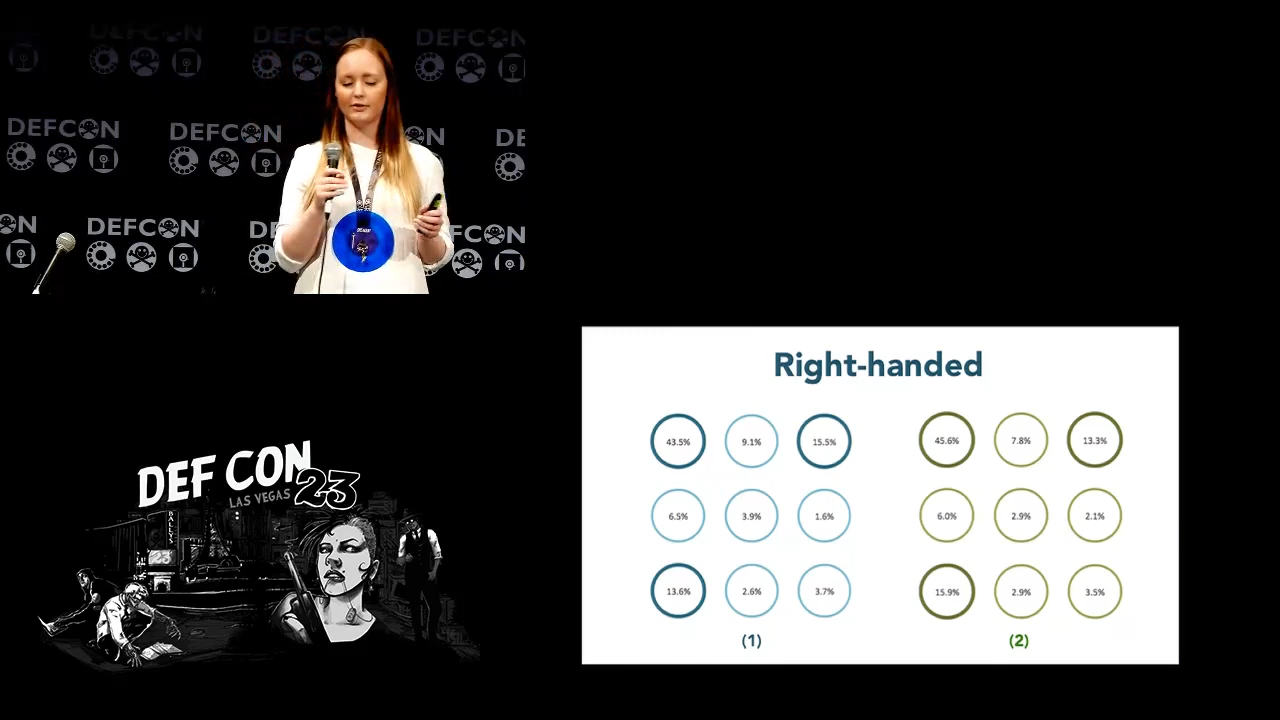 DEFCON
DEFCON
DEFCON
DEFCON
DEFCON
DEFCON
DEF CON 23
LAS VEGAS
BALLYS
Right-handed
43.5% 9.1% 15.5% 45.6% 7.8% 13.3%
6.5% 3.9% 1.6% 6.0% 2.9% 2.1%
13.6% 2.6% 3.7% 15.9% 2.9% 3.5%
(1) (2)